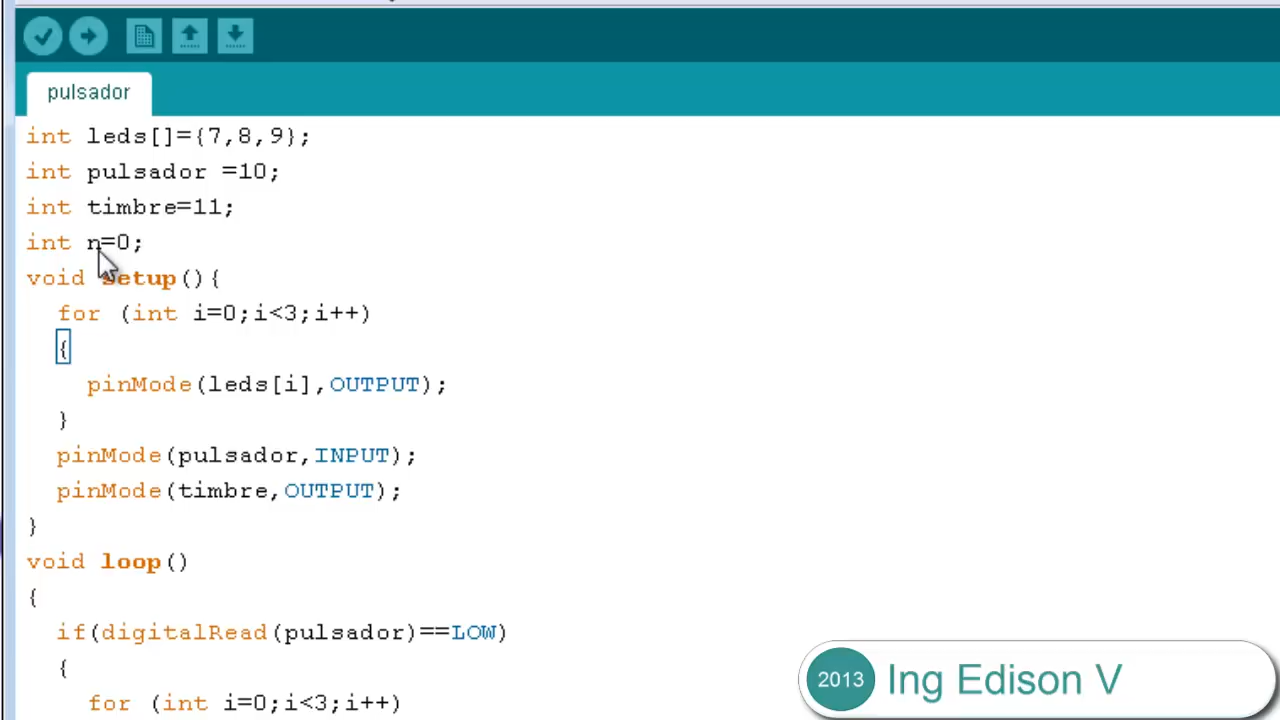 pulsador
int leds[]={7,8,9};
int pulsador =10;
int timbre=11;
int n=0;
void setup(){
for (int i=0;i<3;i++)
{
pinMode(leds[i],OUTPUT);
}
pinMode(pulsador,INPUT);
pinMode(timbre,OUTPUT);
}
void loop()
{
if(digitalRead(pulsador)==LOW)
{
for (int i=0;i<3;i++)
2013 Ing Edison V